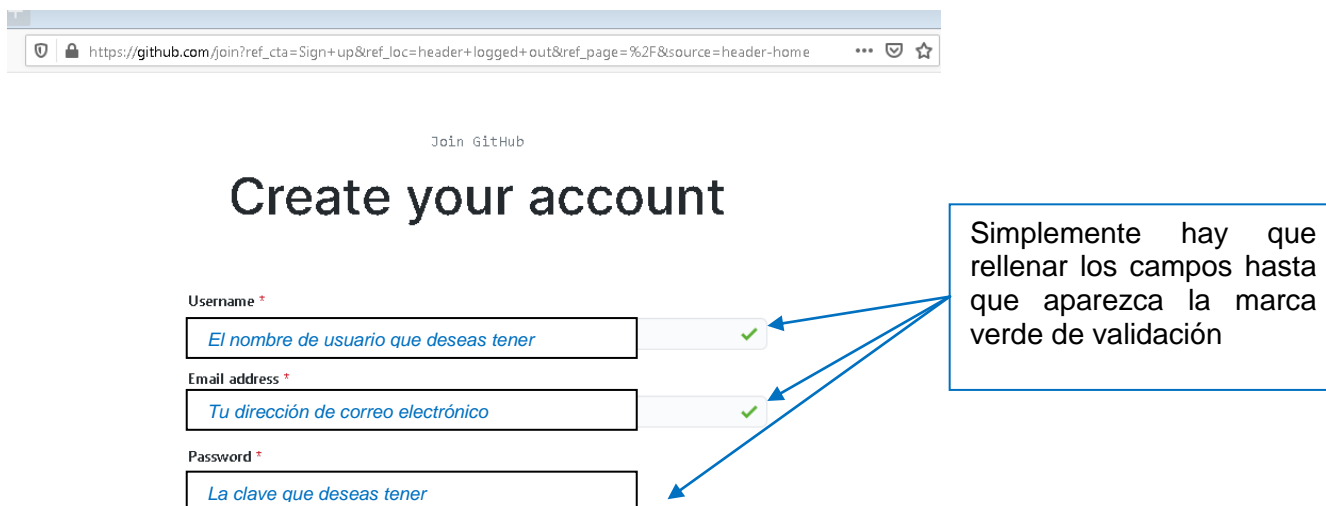 https://github.com/join?ref_cta=Sign+up&ref_loc=header+logged+out&ref_page=%2F&source=header-home
Join GitHub
Create your account
Simplemente hay que
rellenar los campos hasta
que aparezca la marca
verde de validación
Username *
El nombre de usuario que deseas tener
Email address *
Tu dirección de correo electrónico
Password *
La clave que deseas tener